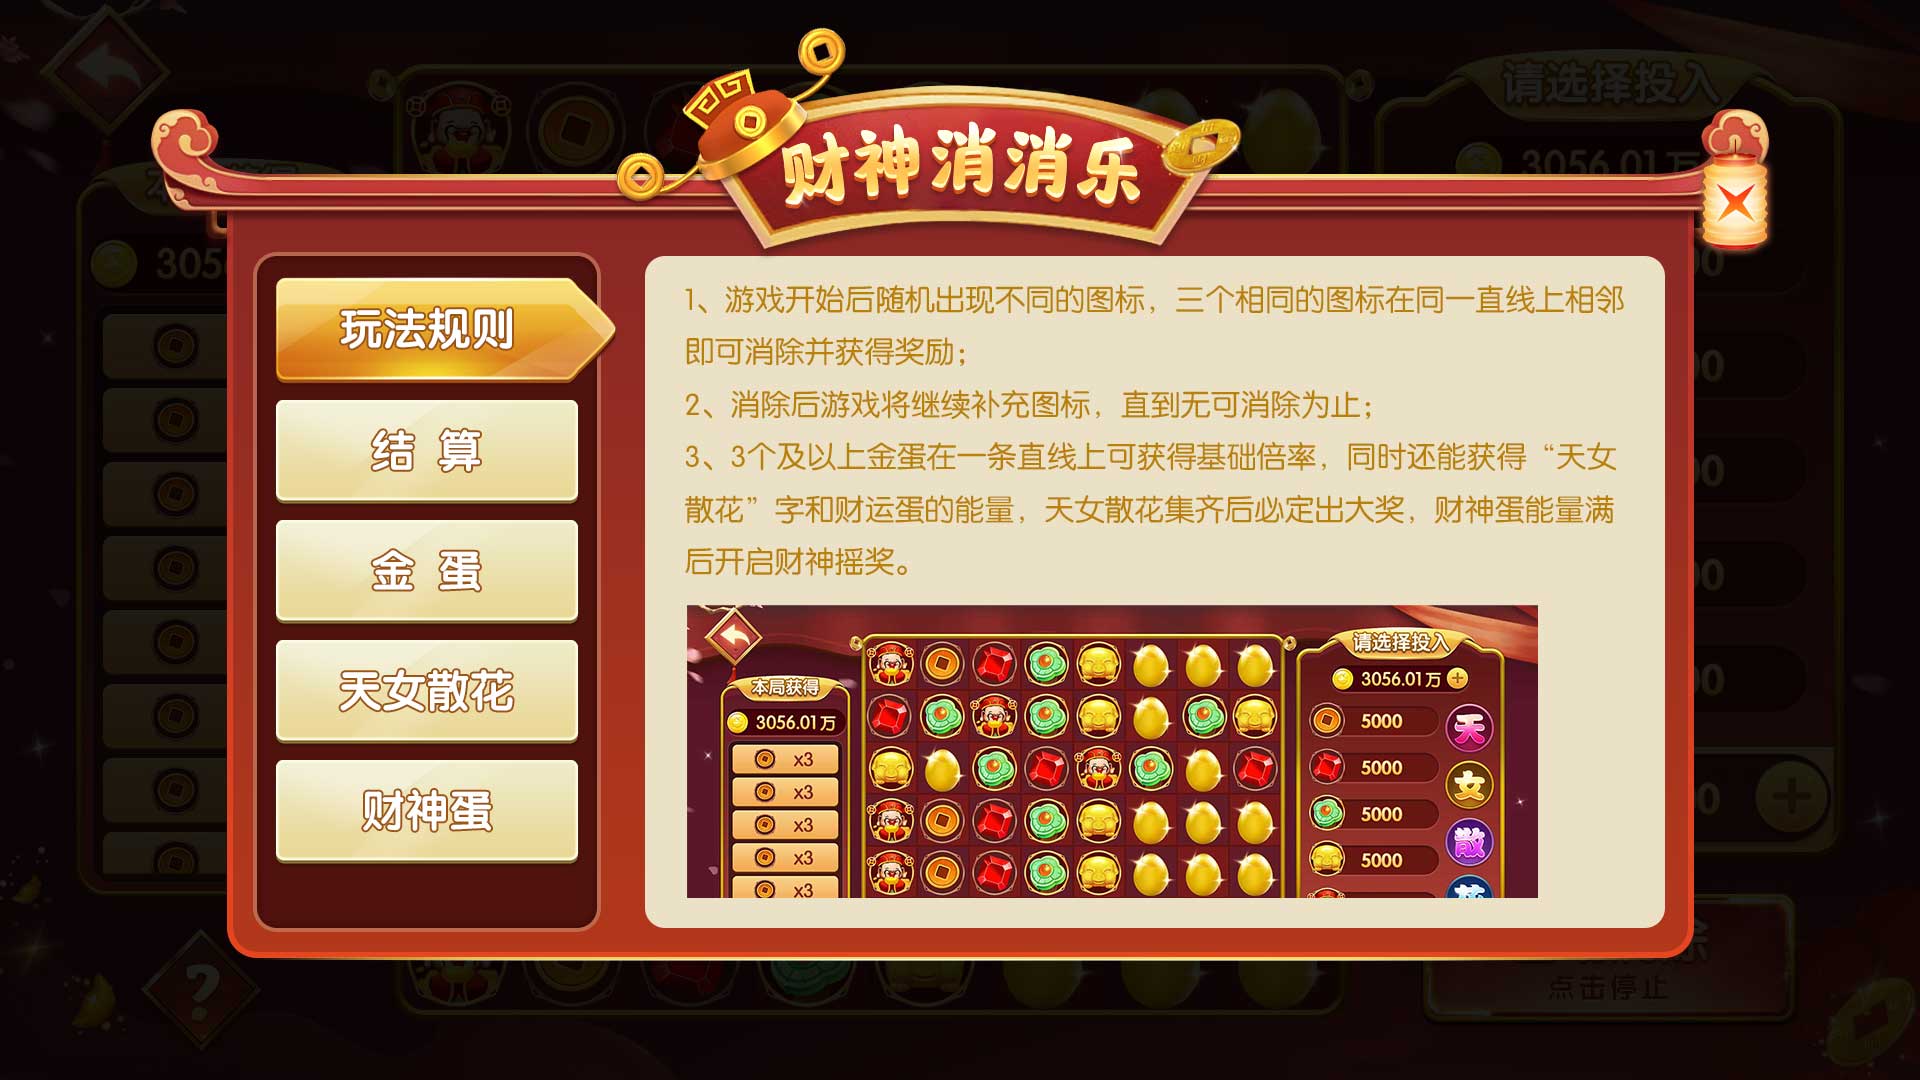 请选择投入
3056.01万
财神消消乐
305
玩法规则
结 算
金 蛋
天女散花
财神蛋
1、游戏开始后随机出现不同的图标，三个相同的图标在同一直线上相邻
即可消除并获得奖励；
2、消除后游戏将继续补充图标，直到无可消除为止；
3、3个及以上金蛋在一条直线上可获得基础倍率，同时还能获得“天女
散花”字和财运蛋的能量，天女散花集齐后必定出大奖，财神蛋能量满
后开启财神摇奖。
本局获得
3056.01万
x3
x3
x3
x3
x3
请选择投入
3056.01万
5000
5000
5000
5000
天
女
散
花
点击停止